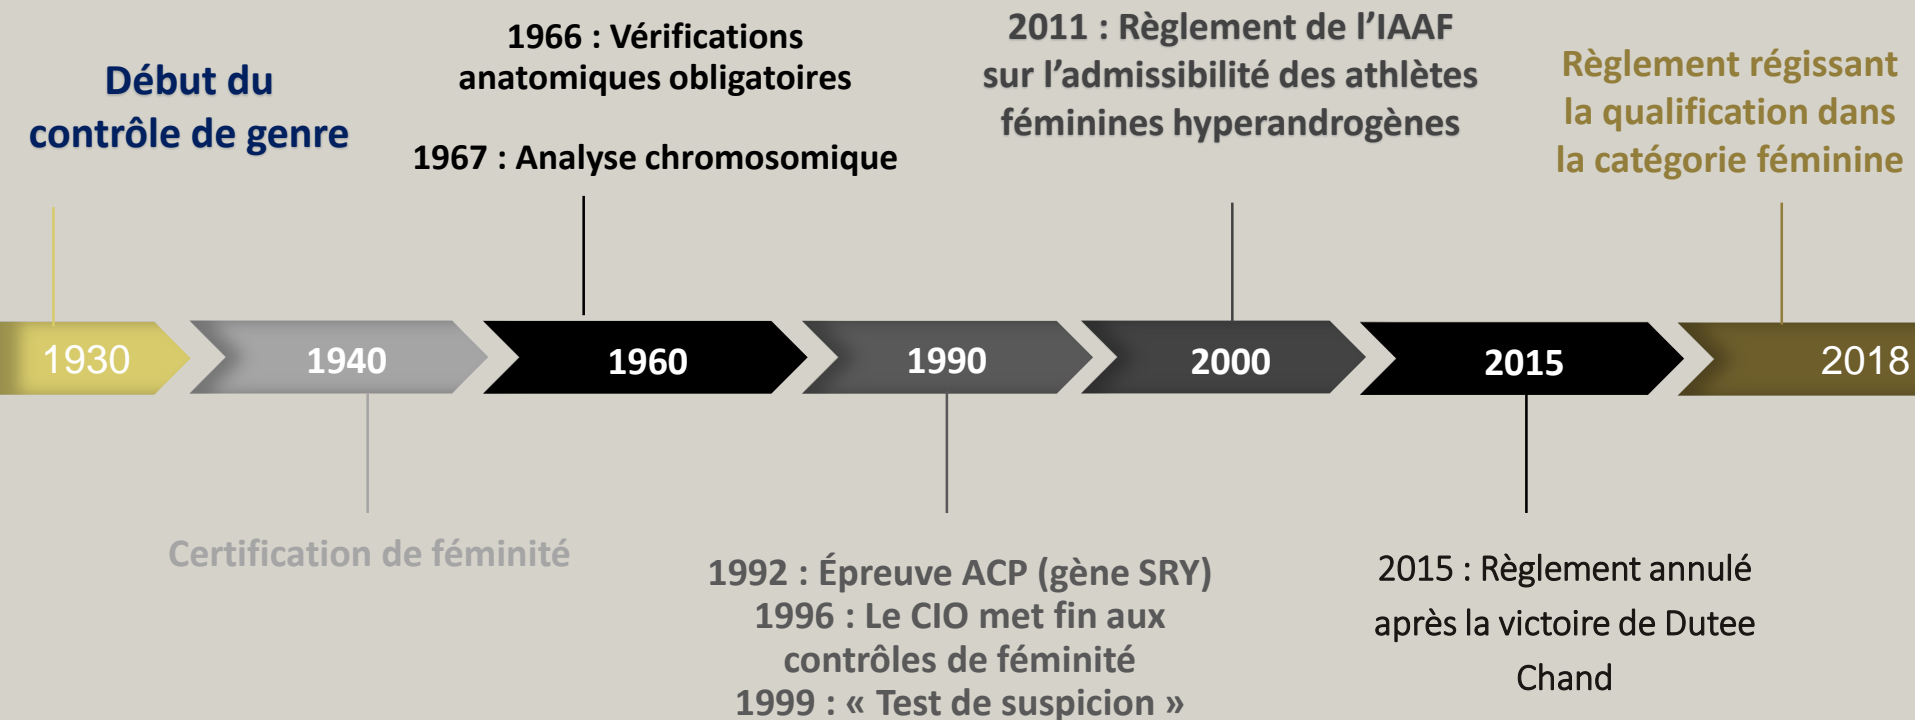 Début du
contrôle de genre
1966 : Vérifications
anatomiques obligatoires
1967 : Analyse chromosomique
2011 : Règlement de l’IAAF
sur l’admissibilité des athlètes
féminines hyperandrogènes
Règlement régissant
la qualification dans
la catégorie féminine
1930
1940
1960
1990
2000
2015
2018
Certification de féminité
1992 : Épreuve ACP (gène SRY)
1996 : Le CIO met fin aux
contrôles de féminité
1999 : « Test de suspicion »
2015 : Règlement annulé
après la victoire de Dutee
Chand